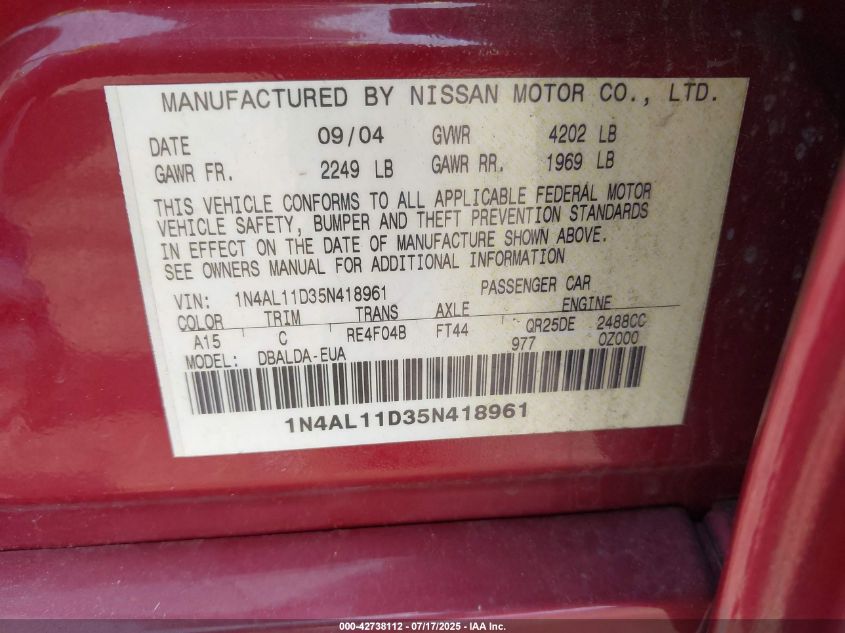 MANUFACTURED BY NISSAN MOTOR CO., LTD.
DATE 09/04 GVWR 4202 LB
GAWR FR. 2249 LB GAWR RR. 1969 LB
THIS VEHICLE CONFORMS TO ALL APPLICABLE FEDERAL MOTOR
VEHICLE SAFETY, BUMPER AND THEFT PREVENTION STANDARDS
IN EFFECT ON THE DATE OF MANUFACTURE SHOWN ABOVE.
SEE OWNERS MANUAL FOR ADDITIONAL INFORMATION
VIN: 1N4AL11D35N418961 PASSENGER CAR
COLOR TRIM TRANS AXLE ENGINE
A15 C RE4F04B FT44 QR25DE 2488CC
MODEL: DBALDA-EUA 977 OZ000
1N4AL11D35N418961
000-42738112 - 07/17/2025 - IAA Inc.